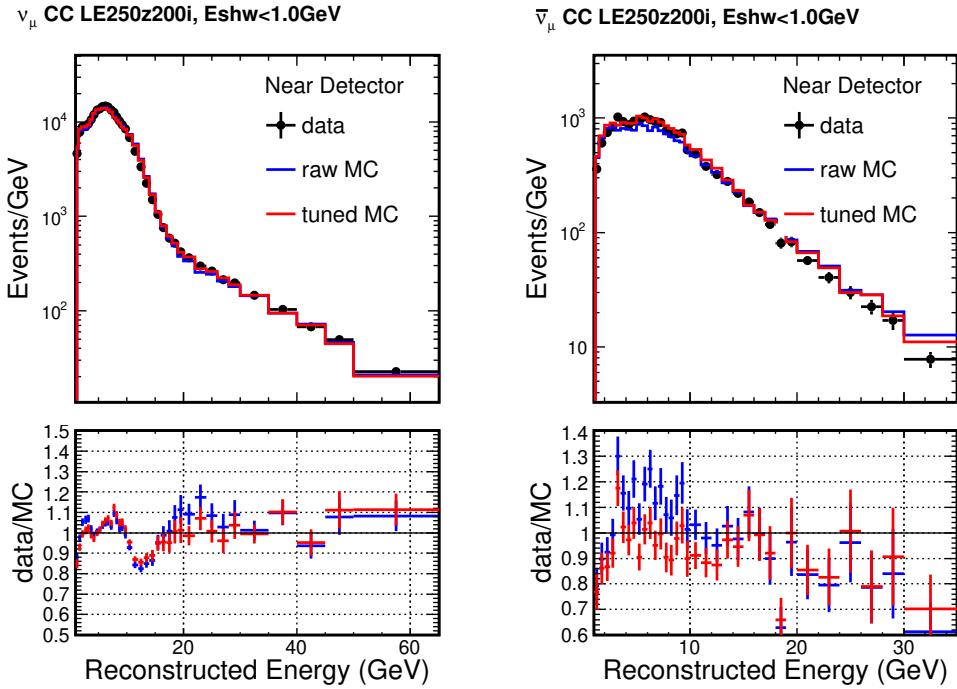 ν_μ CC LE250z200i, Eshw<1.0GeV
Near Detector
data
raw MC
tuned MC
Events/GeV
10^4
10^3
10^2
data/MC
1.5
1.4
1.3
1.2
1.1
1
0.9
0.8
0.7
0.6
0.5
20 40 60
Reconstructed Energy (GeV)
ν̅_μ CC LE250z200i, Eshw<1.0GeV
Near Detector
data
raw MC
tuned MC
Events/GeV
10^3
10^2
10
data/MC
1.4
1.3
1.2
1.1
1
0.9
0.8
0.7
0.6
10 20 30
Reconstructed Energy (GeV)